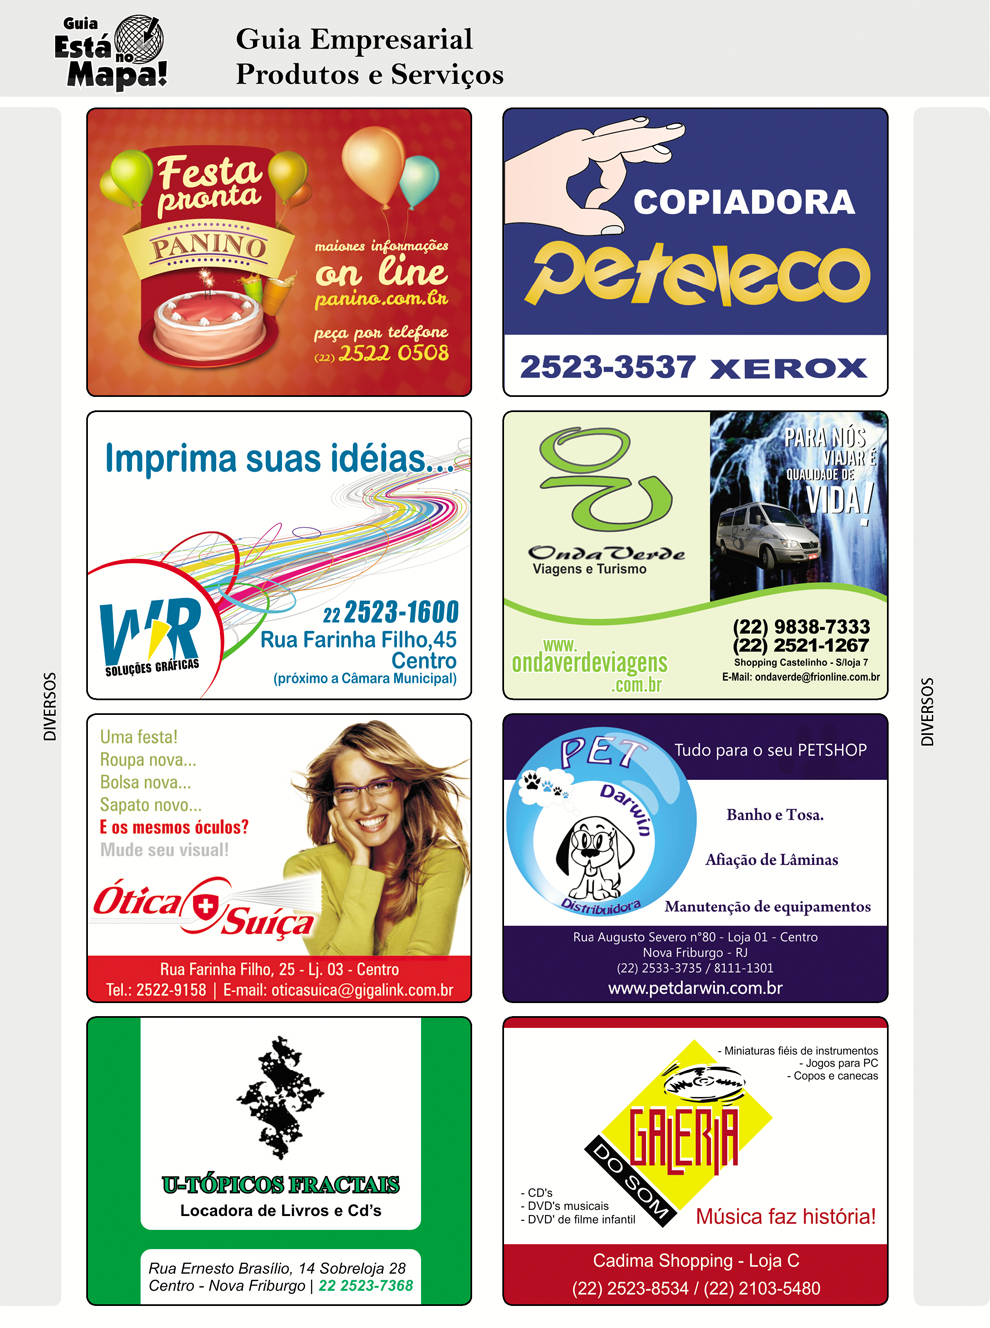 Guia
Está
no
Mapa!
Guia Empresarial
Produtos e Serviços
DIVERSOS
Festa
pronta
PANINO
maiores informações
on line
panino.com.br
peça por telefone
(22) 2522 0508
COPIADORA
peteleco
2523-3537 XEROX
Imprima suas idéias...
WR
SOLUÇÕES GRÁFICAS
22 2523-1600
Rua Farinha Filho,45
Centro
(próximo a Câmara Municipal)
PARA NÓS
VIAJAR É
QUALIDADE DE
VIDA!
OndaVerde
Viagens e Turismo
www.
ondaverdeviagens
.com.br
(22) 9838-7333
(22) 2521-1267
Shopping Castelinho - S/loja 7
E-Mail: ondaverde@frionline.com.br
Uma festa!
Roupa nova...
Bolsa nova...
Sapato novo...
E os mesmos óculos?
Mude seu visual!
Ótica Suíça
Rua Farinha Filho, 25 - Lj. 03 - Centro
Tel.: 2522-9158 | E-mail: oticasuica@gigalink.com.br
PET
Darwin
Distribuidora
Tudo para o seu PETSHOP
Banho e Tosa.
Afiação de Lâminas
Manutenção de equipamentos
Rua Augusto Severo n°80 - Loja 01 - Centro
Nova Friburgo - RJ
(22) 2533-3735 / 8111-1301
www.petdarwin.com.br
U-TÓPICOS FRACTAIS
Locadora de Livros e Cd's
Rua Ernesto Brasílio, 14 Sobreloja 28
Centro - Nova Friburgo | 22 2523-7368
- Miniaturas fiéis de instrumentos
- Jogos para PC
- Copos e canecas
GALERIA
DO SOM
- CD's
- DVD's musicais
- DVD' de filme infantil
Música faz história!
Cadima Shopping - Loja C
(22) 2523-8534 / (22) 2103-5480
DIVERSOS